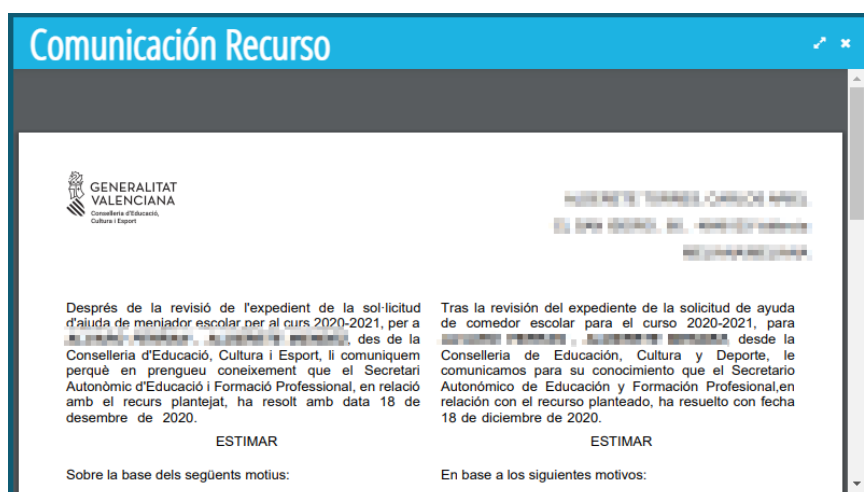 Comunicación Recurso
GENERALITAT
VALENCIANA
Conselleria d'Educació,
Cultura i Esport
Després de la revisió de l'expedient de la sol·licitud
d'ajuda de menjador escolar per al curs 2020-2021, per a
, des de la
Conselleria d'Educació, Cultura i Esport, li comuniquem
perquè en prengueu coneixement que el Secretari
Autonòmic d'Educació i Formació Professional, en relació
amb el recurs plantejat, ha resolt amb data 18 de
desembre de 2020.
ESTIMAR
Sobre la base dels següents motius:
Tras la revisión del expediente de la solicitud de ayuda
de comedor escolar para el curso 2020-2021, para
, desde la
Conselleria de Educación, Cultura y Deporte, le
comunicamos para su conocimiento que el Secretario
Autonómico de Educación y Formación Profesional,en
relación con el recurso planteado, ha resuelto con fecha
18 de diciembre de 2020.
ESTIMAR
En base a los siguientes motivos: